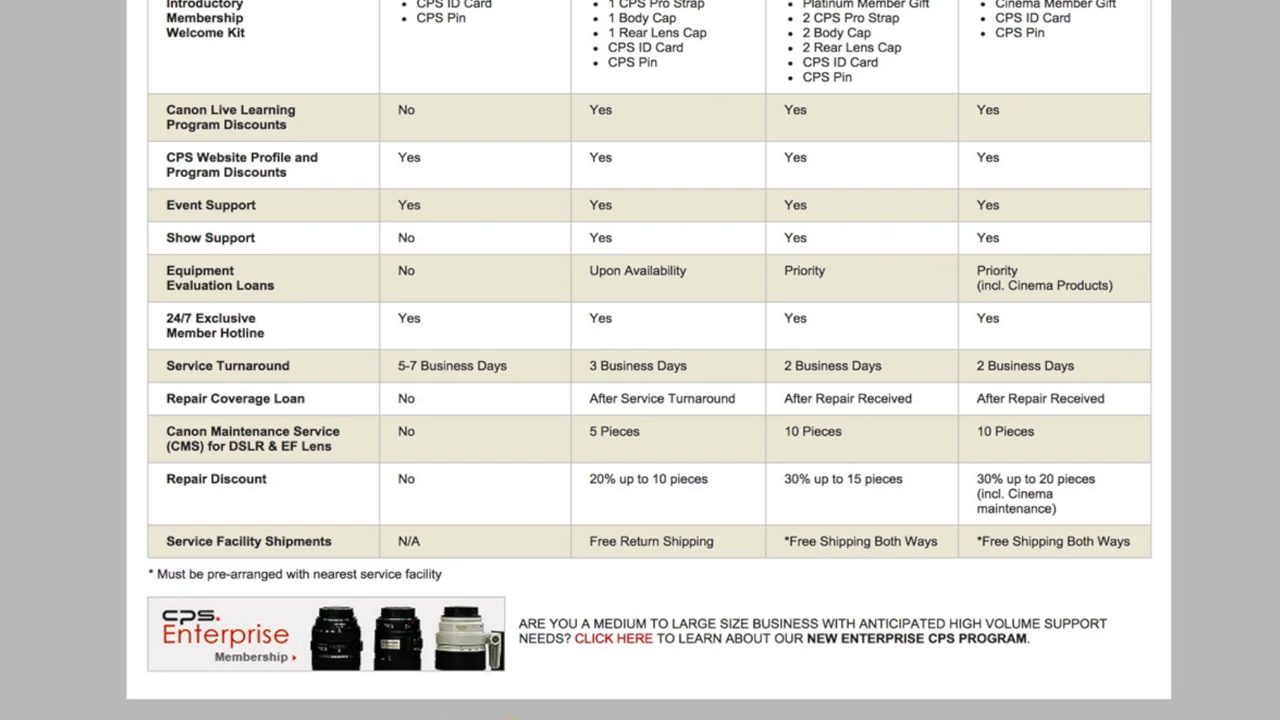 Introductory
Membership
Welcome Kit
• CPS ID Card
• CPS Pin
• 1 CPS Pro Strap
• 1 Body Cap
• 1 Rear Lens Cap
• CPS ID Card
• CPS Pin
Platinum Member Gift
• 2 CPS Pro Strap
• 2 Body Cap
• 2 Rear Lens Cap
• CPS ID Card
• CPS Pin
Cinema Member Gift
• CPS ID Card
• CPS Pin
Canon Live Learning
Program Discounts
No
Yes
Yes
Yes
CPS Website Profile and
Program Discounts
Yes
Yes
Yes
Yes
Event Support
Yes
Yes
Yes
Yes
Show Support
No
Yes
Yes
Yes
Equipment
Evaluation Loans
No
Upon Availability
Priority
Priority
(incl. Cinema Products)
24/7 Exclusive
Member Hotline
Yes
Yes
Yes
Yes
Service Turnaround
5-7 Business Days
3 Business Days
2 Business Days
2 Business Days
Repair Coverage Loan
No
After Service Turnaround
After Repair Received
After Repair Received
Canon Maintenance Service
(CMS) for DSLR & EF Lens
No
5 Pieces
10 Pieces
10 Pieces
Repair Discount
No
20% up to 10 pieces
30% up to 15 pieces
30% up to 20 pieces
(incl. Cinema
maintenance)
Service Facility Shipments
N/A
Free Return Shipping
*Free Shipping Both Ways
*Free Shipping Both Ways
* Must be pre-arranged with nearest service facility
CPS.
Enterprise
Membership
ARE YOU A MEDIUM TO LARGE SIZE BUSINESS WITH ANTICIPATED HIGH VOLUME SUPPORT
NEEDS? CLICK HERE TO LEARN ABOUT OUR NEW ENTERPRISE CPS PROGRAM.